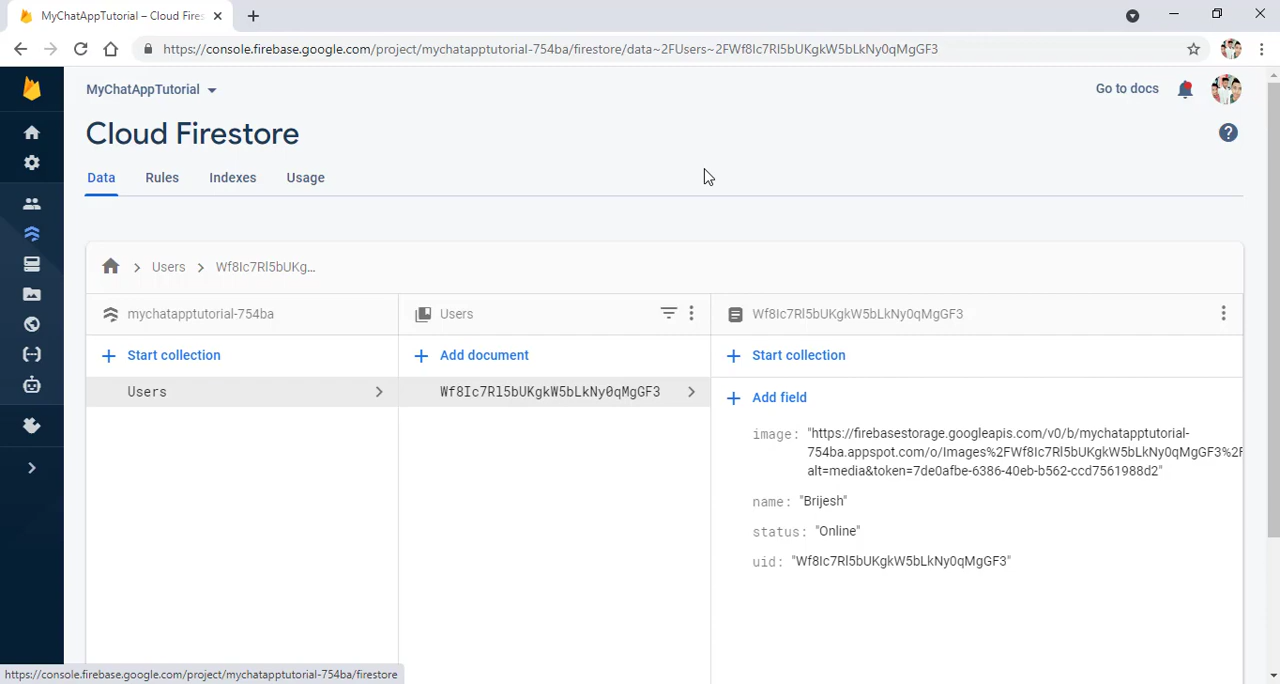 MyChatAppTutorial – Cloud Fires
https://console.firebase.google.com/project/mychatapptutorial-754ba/firestore/data~2FUsers~2FWf8Ic7Rl5bUKgkW5bLkNy0qMgGF3
MyChatAppTutorial
Go to docs
Cloud Firestore
Data Rules Indexes Usage
Users Wf8Ic7Rl5bUKg...
mychatapptutorial-754ba Users Wf8Ic7Rl5bUKgkW5bLkNy0qMgGF3
+ Start collection + Add document + Start collection
Users Wf8Ic7Rl5bUKgkW5bLkNy0qMgGF3
+ Add field
image: "https://firebasestorage.googleapis.com/v0/b/mychatapptutorial-
754ba.appspot.com/o/Images%2FWf8Ic7Rl5bUKgkW5bLkNy0qMgGF3%2F
alt=media&token=7de0afbe-6386-40eb-b562-ccd7561988d2"
name: "Brijesh"
status: "Online"
uid: "Wf8Ic7Rl5bUKgkW5bLkNy0qMgGF3"
https://console.firebase.google.com/project/mychatapptutorial-754ba/firestore